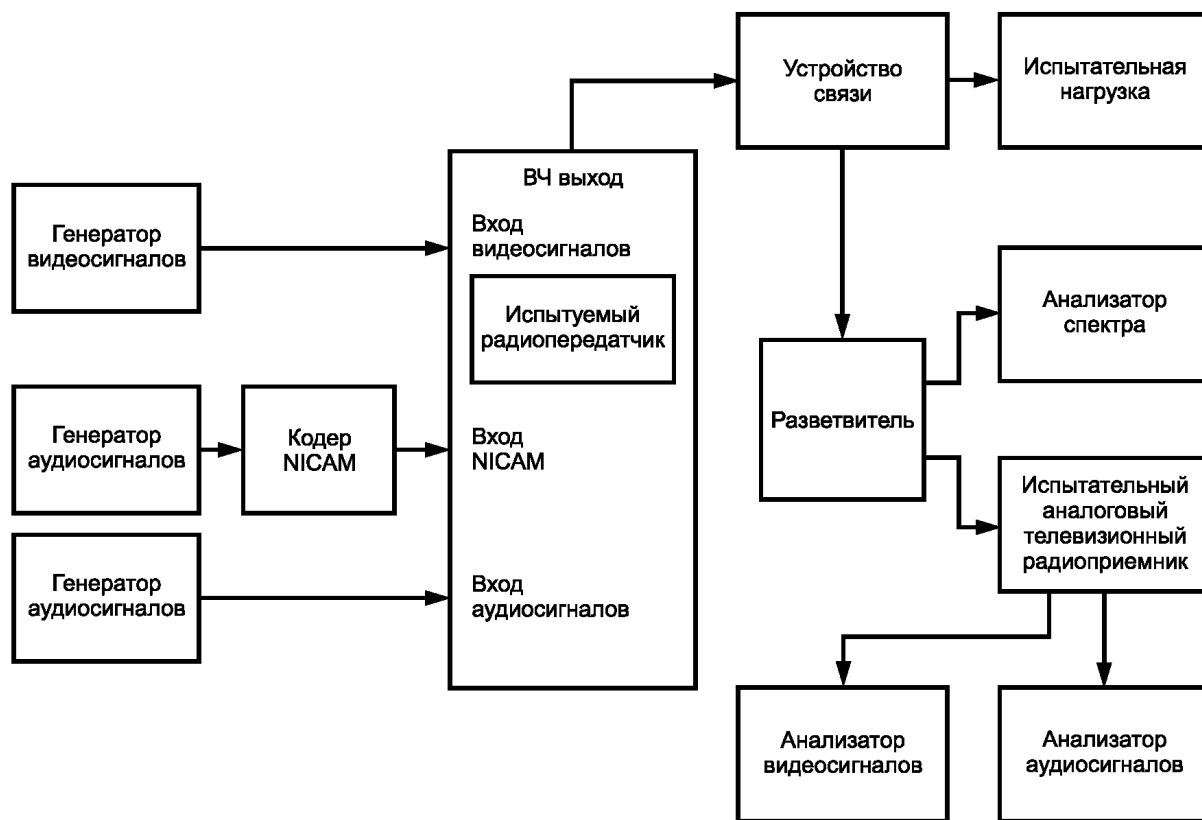 Устройство
связи
Испытательная
нагрузка
ВЧ выход
Генератор
видеосигналов
Вход
видеосигналов
Испытуемый
радиопередатчик
Анализатор
спектра
Генератор
аудиосигналов
Кодер
NICAM
Вход
NICAM
Разветвитель
Испытательный
аналоговый
телевизионный
радиоприемник
Генератор
аудиосигналов
Вход
аудиосигналов
Анализатор
видеосигналов
Анализатор
аудиосигналов